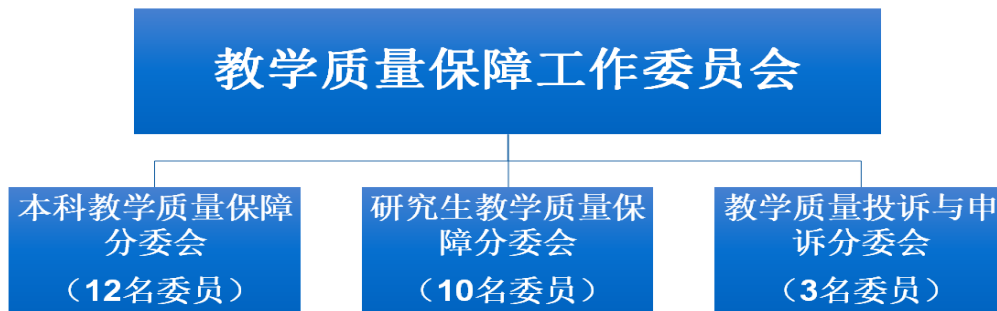 教学质量保障工作委员会
本科教学质量保障
分委会
（12名委员）
研究生教学质量保
障分委会
（10名委员）
教学质量投诉与申
诉分委会
（3名委员）